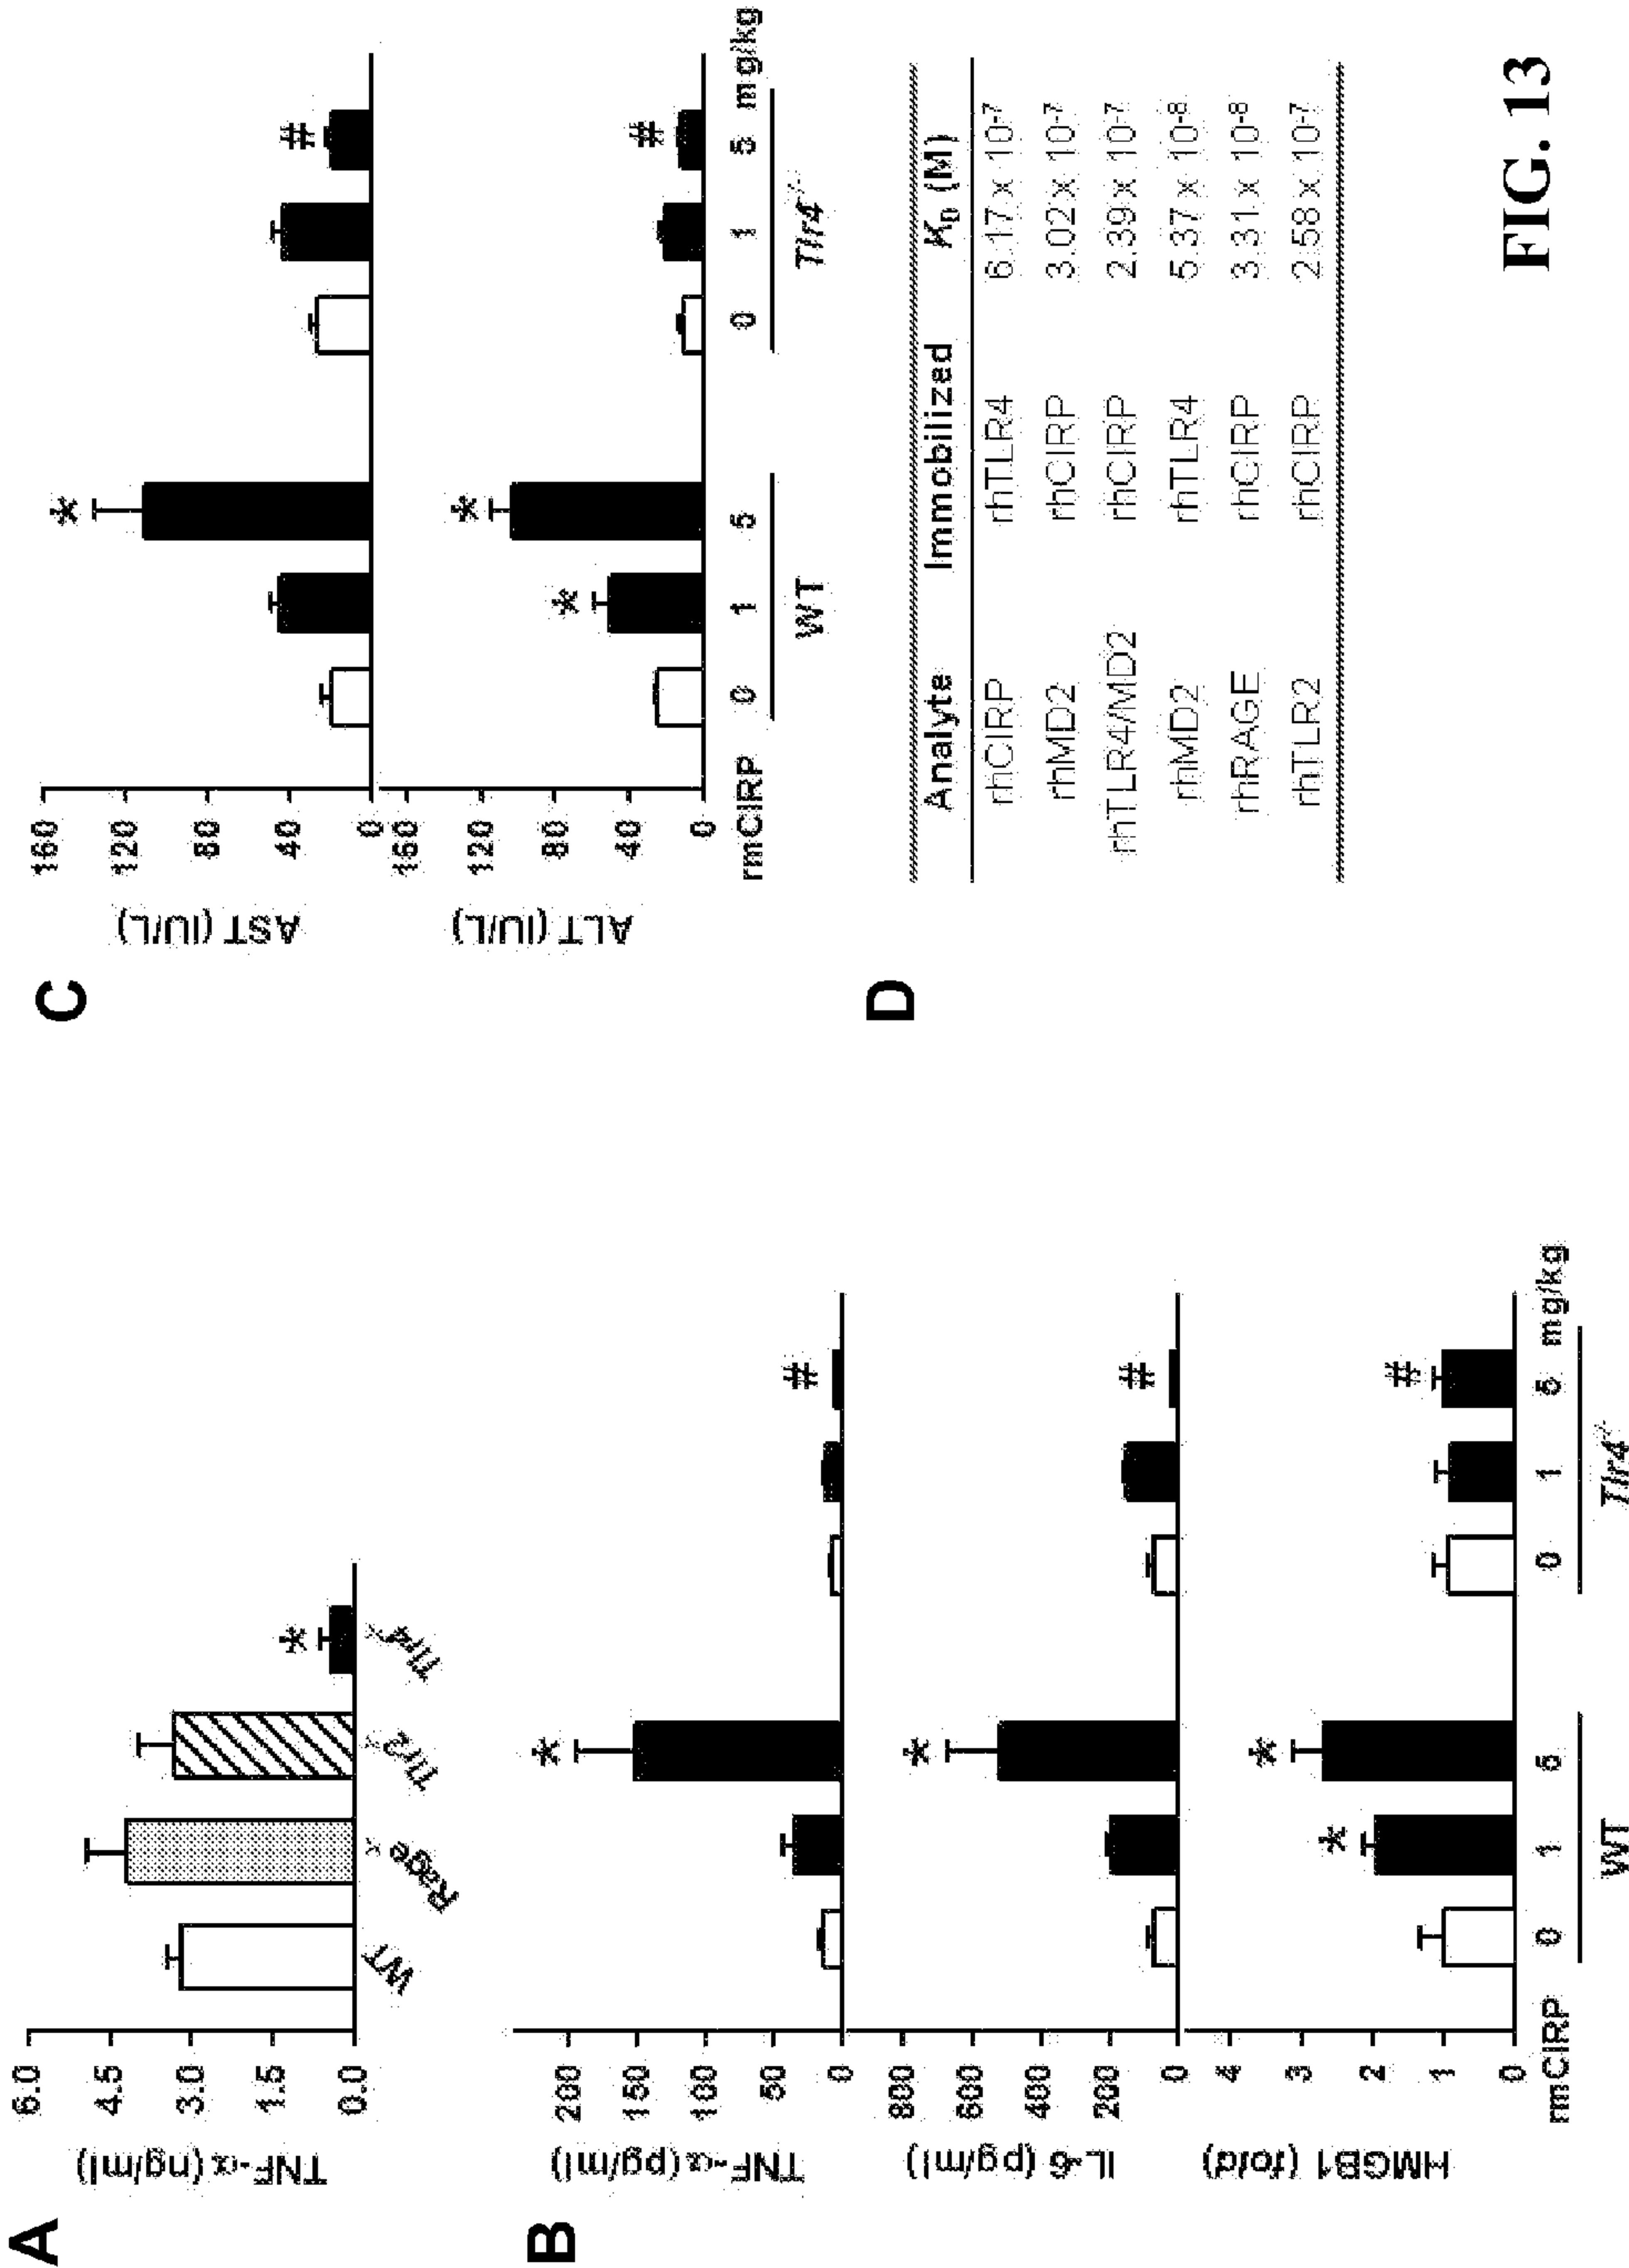 A
TNF-α (ng/ml)
6.0
4.5
3.0
1.5
0.0
WT
Rage
Tlr2
Tlr4
*
B
TNF-α (pg/ml)
200
150
100
50
0
*
#
IL-6 (pg/ml)
800
600
400
200
0
*
#
HMGB1 (fold)
4
3
2
1
0
*
*
#
rmCIRP 0 1 5 0 1 5 mg/kg
WT Tlr4-/-
C
AST (IU/L)
160
120
80
40
0
*
#
ALT (IU/L)
160
120
80
40
0
*
*
#
rmCIRP 0 1 5 0 1 5 mg/kg
WT Tlr4-/-
D
Analyte Immobilized KD (M)
rhCIRP rhTLR4 6.17 x 10-7
rhMD2 rhCIRP 3.02 x 10-7
rhTLR4/MD2 rhCIRP 2.39 x 10-7
rhMD2 rhTLR4 5.37 x 10-8
rhRAGE rhCIRP 3.31 x 10-8
rhTLR2 rhCIRP 2.58 x 10-7
FIG. 13